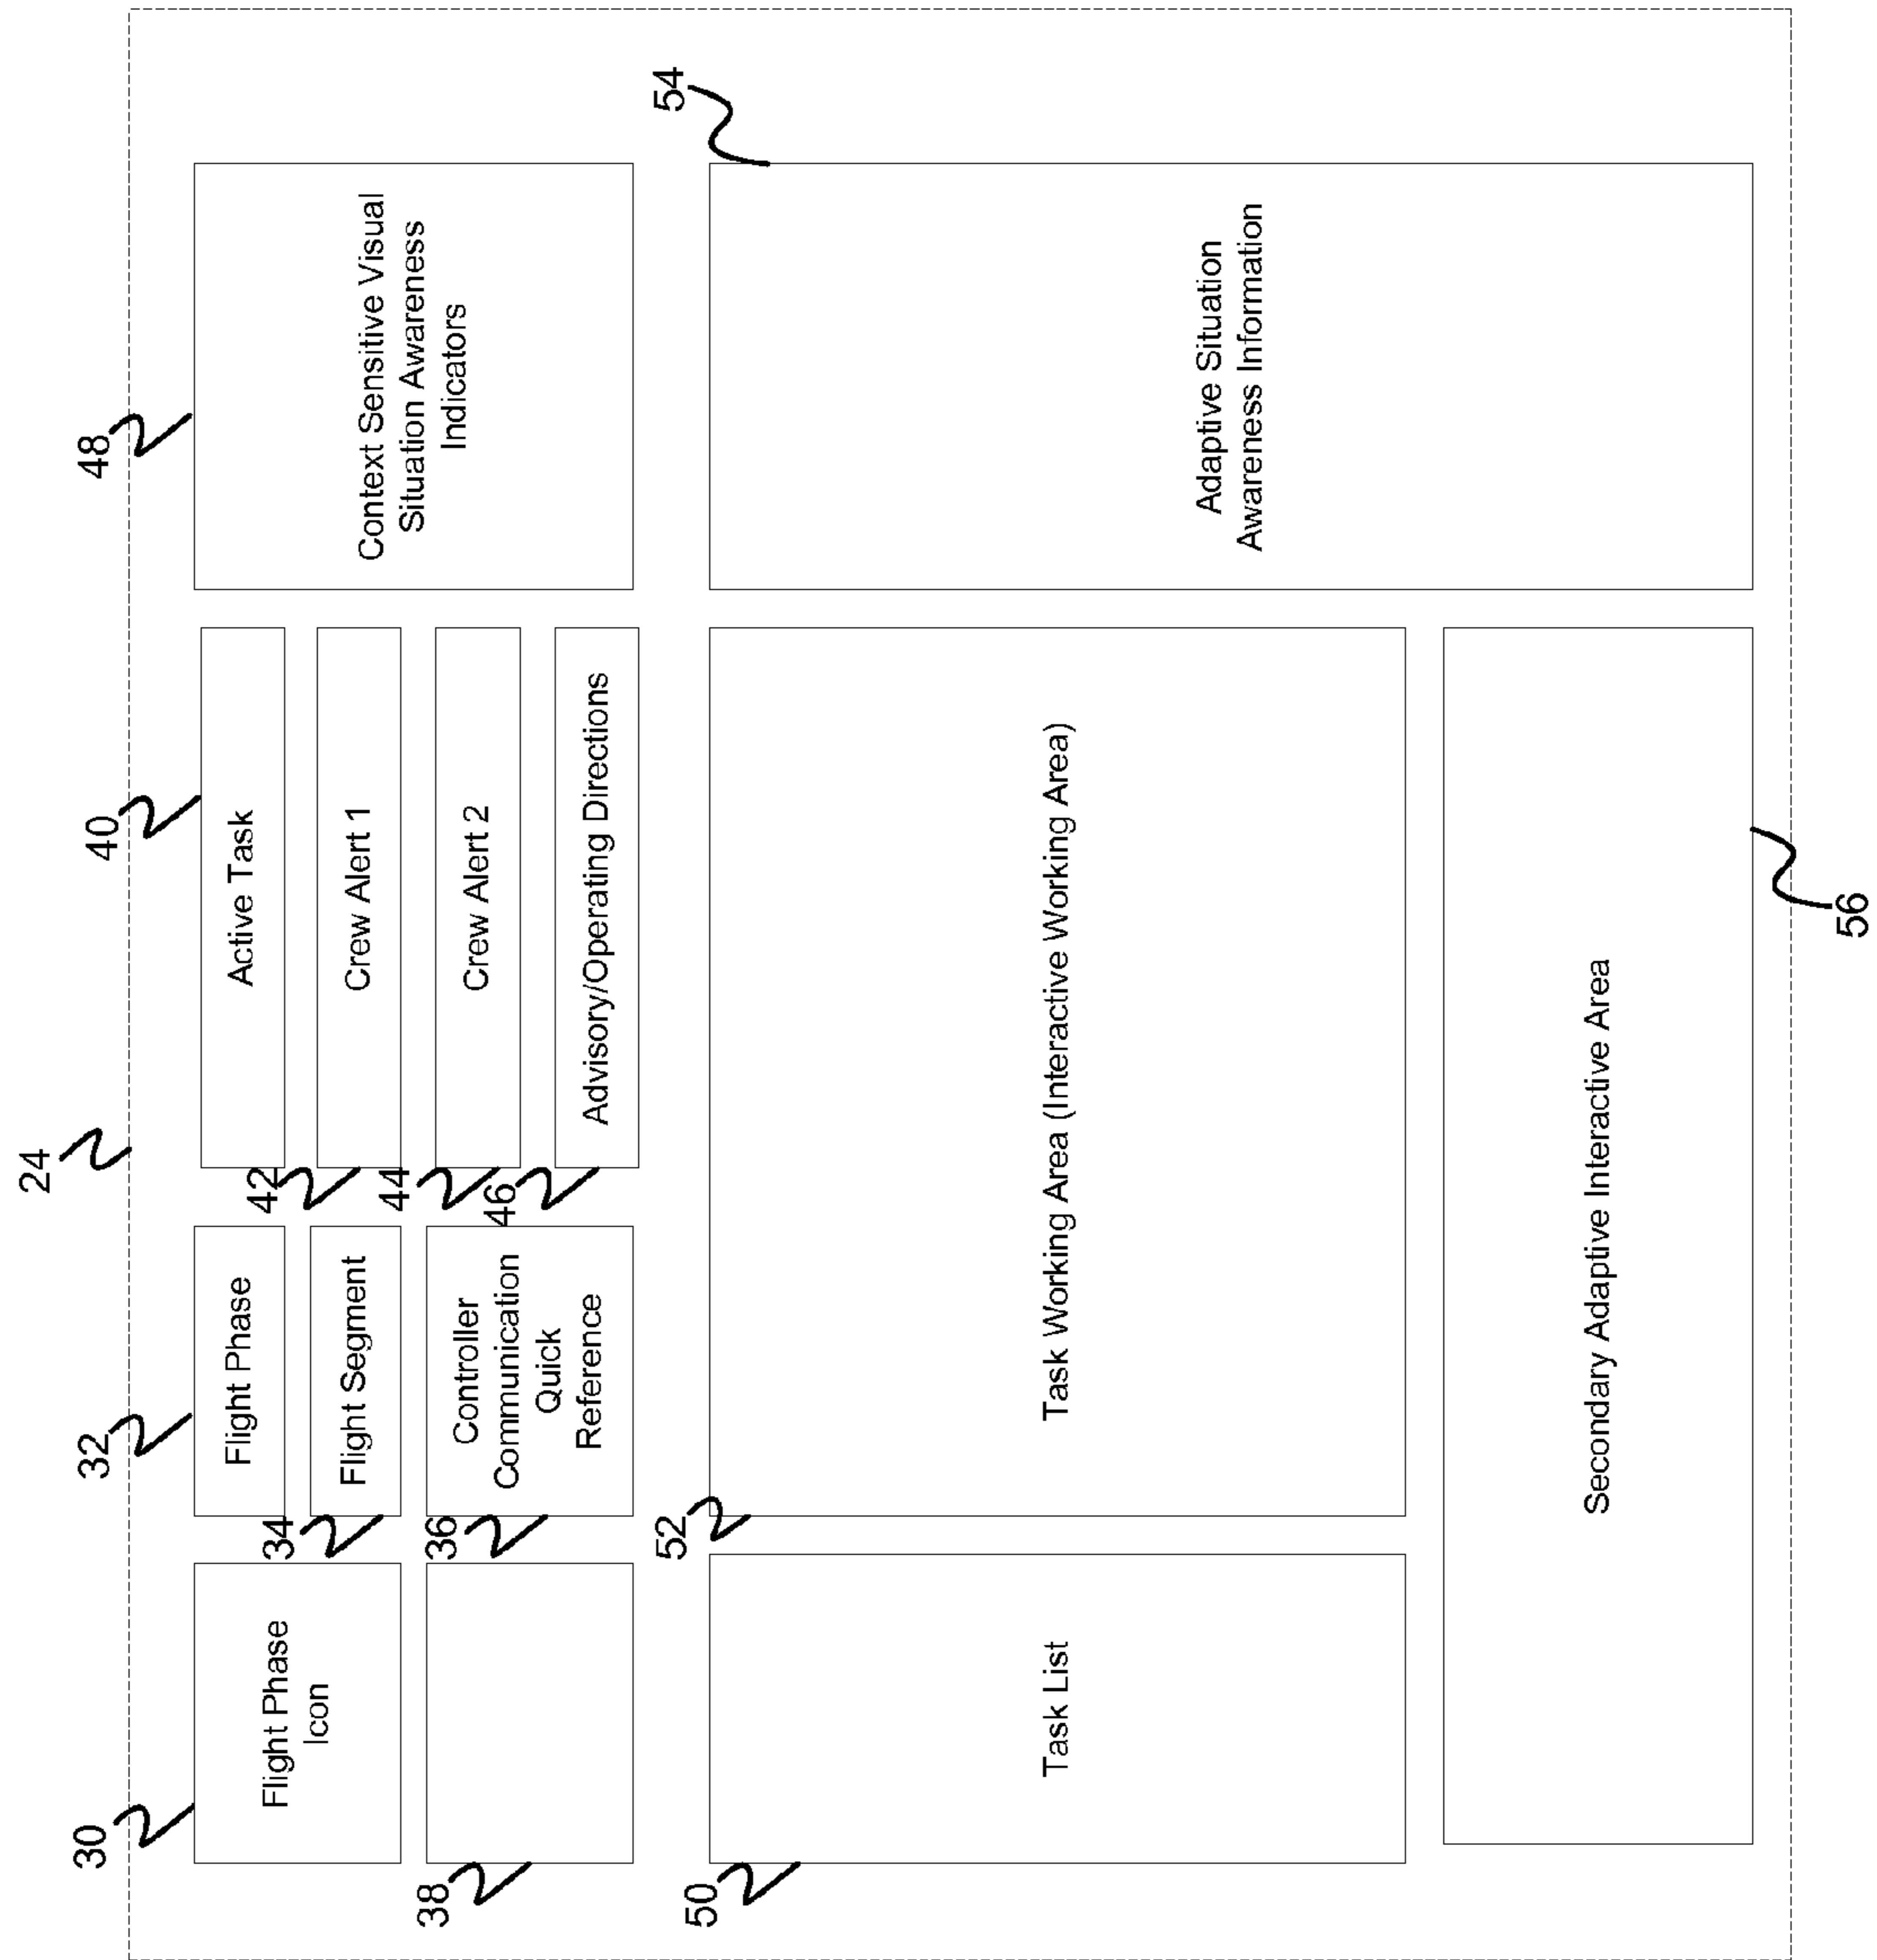 24
30
Flight Phase
Icon
32
Flight Phase
34
Flight Segment
36
Controller
Communication
Quick
Reference
38
40
Active Task
42
Crew Alert 1
44
Crew Alert 2
46
Advisory/Operating Directions
48
Context Sensitive Visual
Situation Awareness
Indicators
50
Task List
52
Task Working Area (Interactive Working Area)
54
Adaptive Situation
Awareness Information
56
Secondary Adaptive Interactive Area